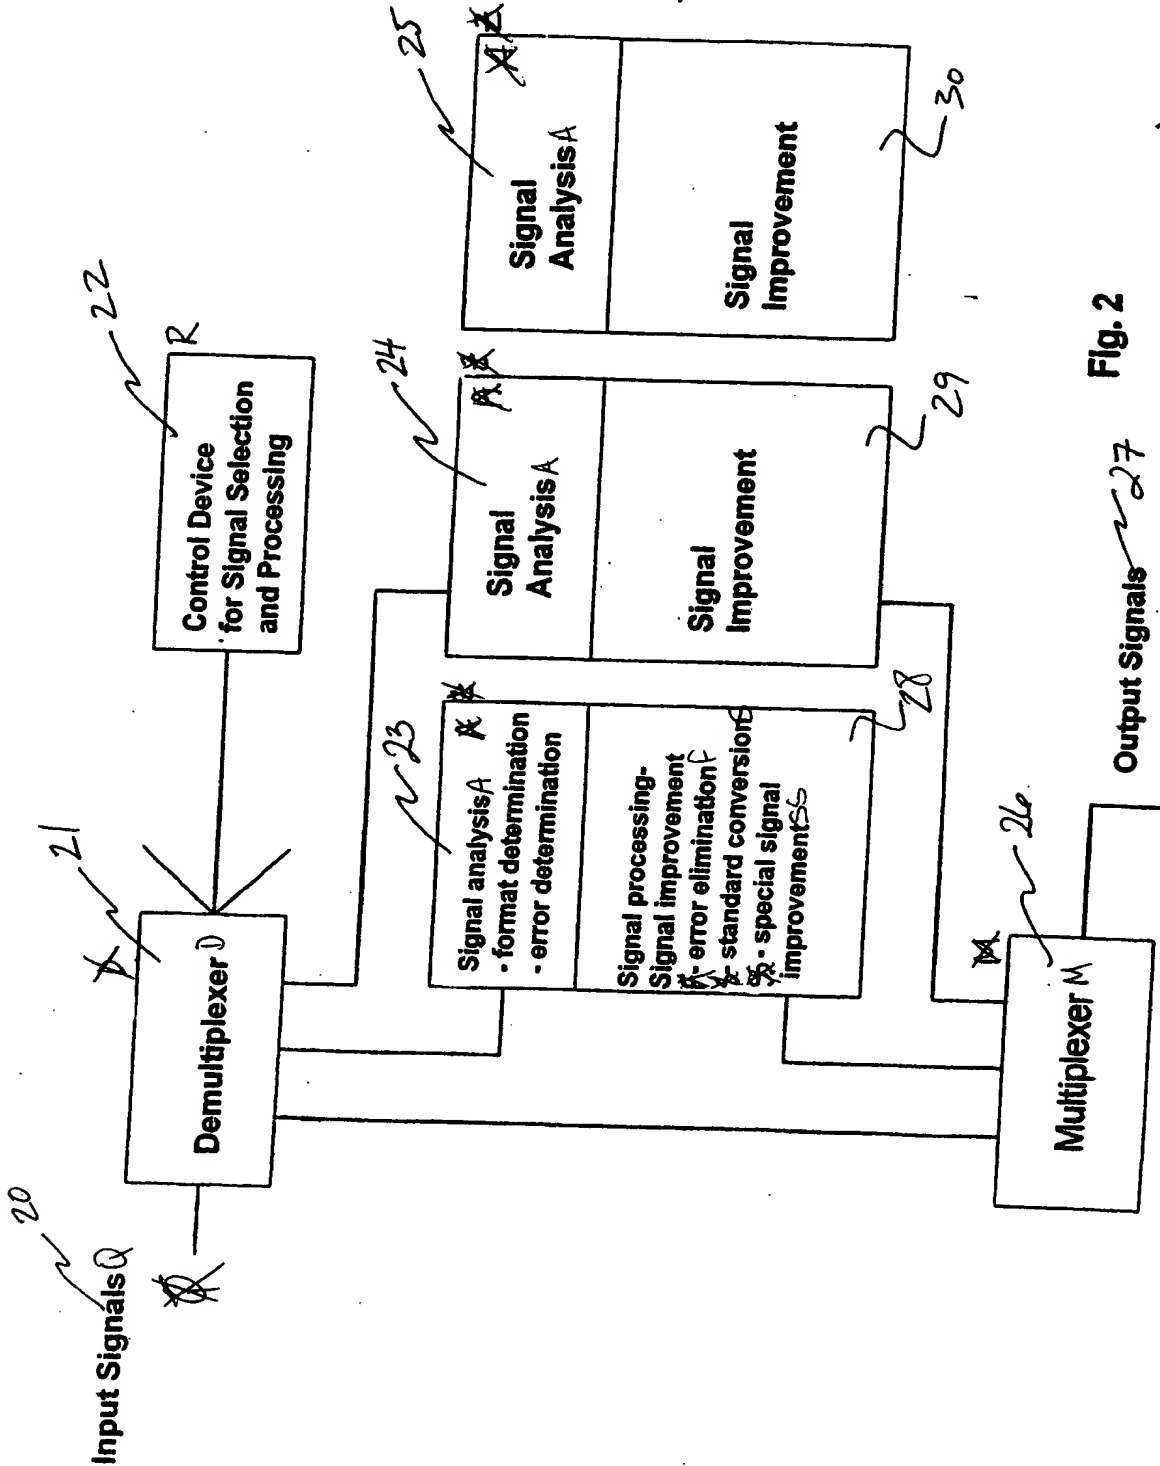 Input Signals Q
20
Demultiplexer D
21
Control Device
for Signal Selection
and Processing
R
22
Signal analysis A
- format determination
- error determination
23
Signal processing-
Signal improvement
- error elimination F
- standard conversion S
- special signal
improvement SS
28
Signal
Analysis A
24
Signal
Improvement
29
Signal
Analysis A
25
Signal
Improvement
30
Multiplexer M
26
Output Signals
27
Fig. 2